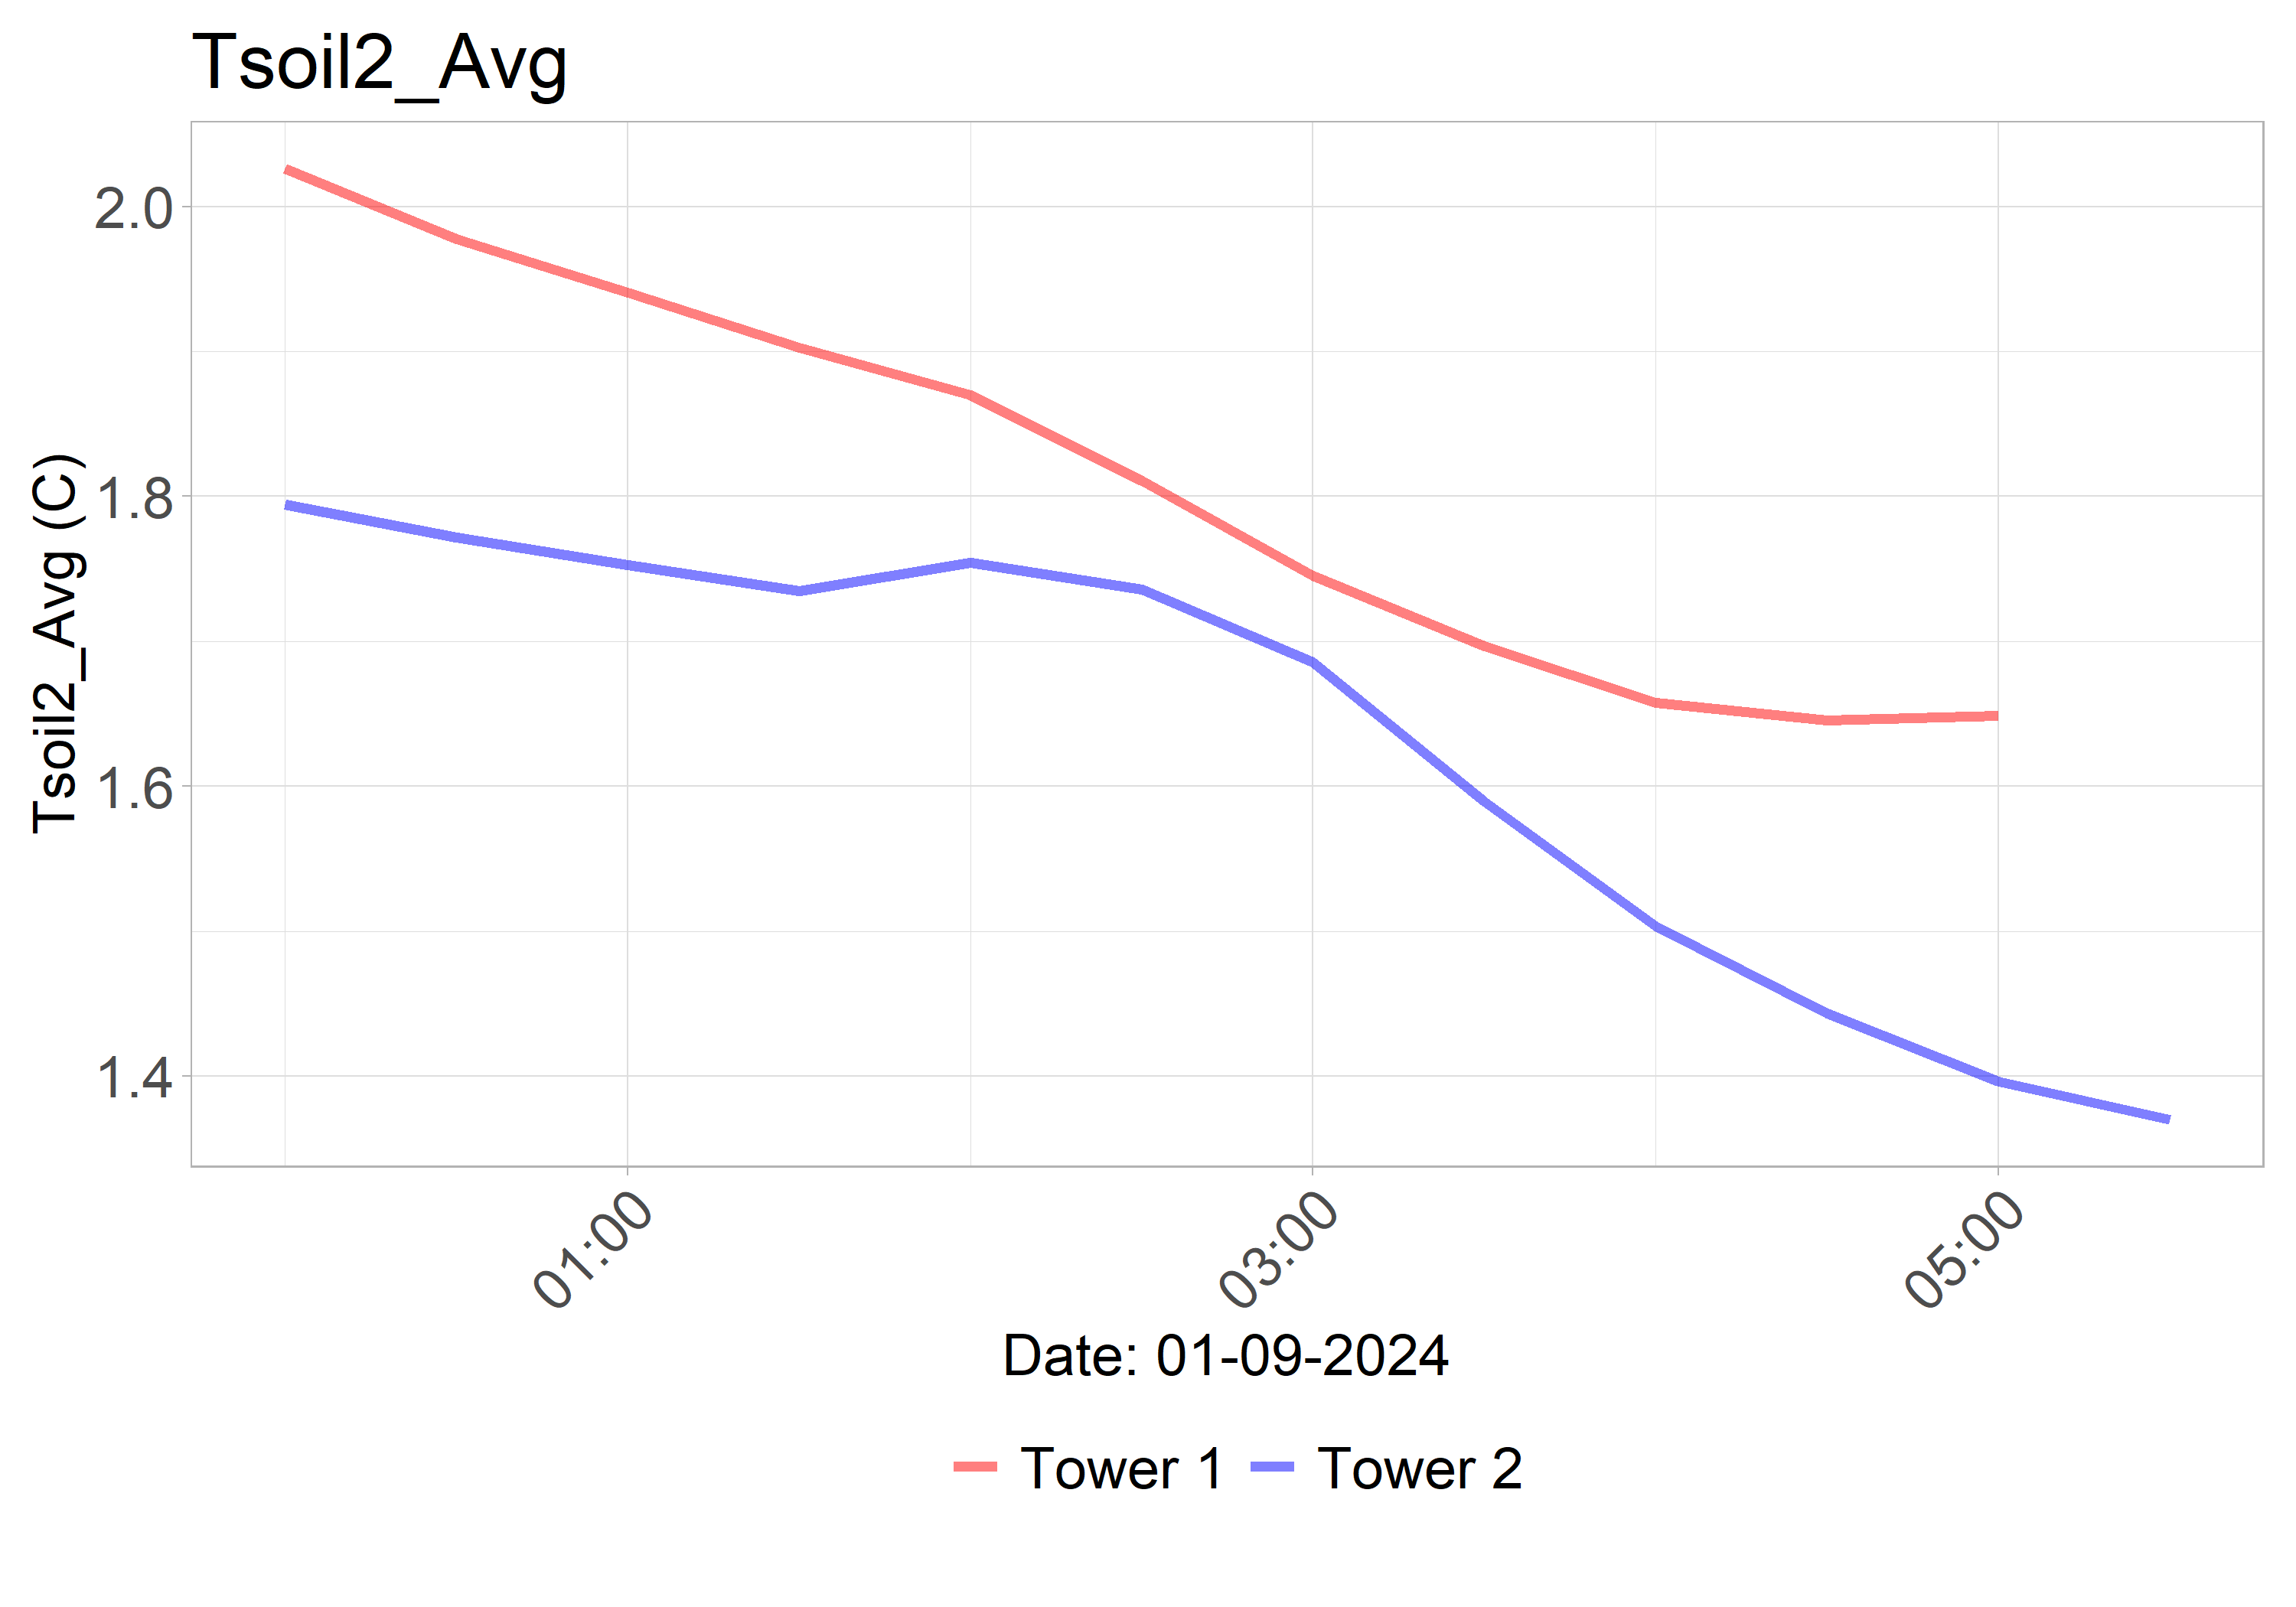 Tsoil2_Avg
Tsoil2_Avg (C)
2.0
1.8
1.6
1.4
01:00
03:00
05:00
Date: 01-09-2024
Tower 1
Tower 2